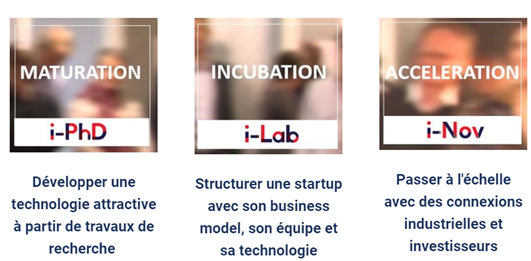 MATURATION
i-PhD
Développer une
technologie attractive
à partir de travaux de
recherche
INCUBATION
i-Lab
Structurer une startup
avec son business
model, son équipe et
sa technologie
ACCELERATION
i-Nov
Passer à l'échelle
avec des connexions
industrielles et
investisseurs